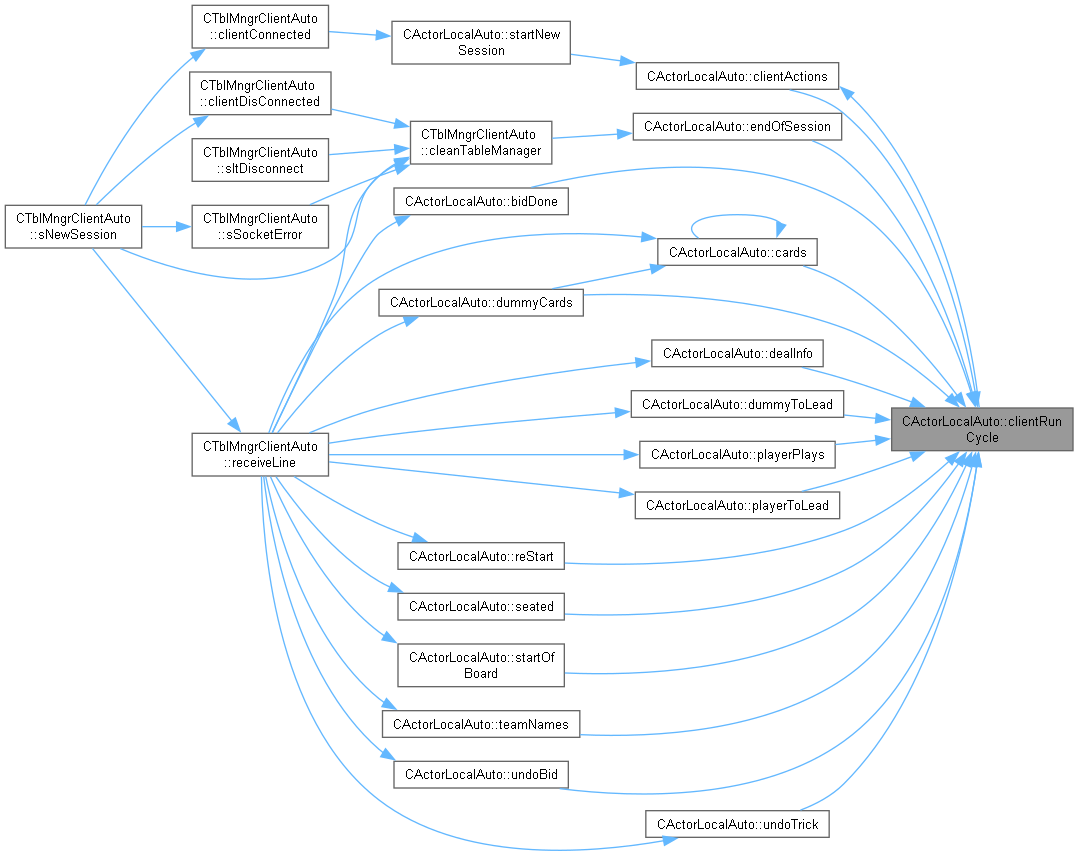 CTblMngrClientAuto
::clientConnected
CActorLocalAuto::startNew
Session
CActorLocalAuto::clientActions
CTblMngrClientAuto
::clientDisConnected
CActorLocalAuto::endOfSession
CTblMngrClientAuto
::cleanTableManager
CTblMngrClientAuto
::sltDisconnect
CActorLocalAuto::bidDone
CTblMngrClientAuto
::sNewSession
CTblMngrClientAuto
::sSocketError
CActorLocalAuto::cards
CActorLocalAuto::dummyCards
CActorLocalAuto::dealInfo
CActorLocalAuto::dummyToLead
CActorLocalAuto::clientRun
Cycle
CTblMngrClientAuto
::receiveLine
CActorLocalAuto::playerPlays
CActorLocalAuto::playerToLead
CActorLocalAuto::reStart
CActorLocalAuto::seated
CActorLocalAuto::startOf
Board
CActorLocalAuto::teamNames
CActorLocalAuto::undoBid
CActorLocalAuto::undoTrick